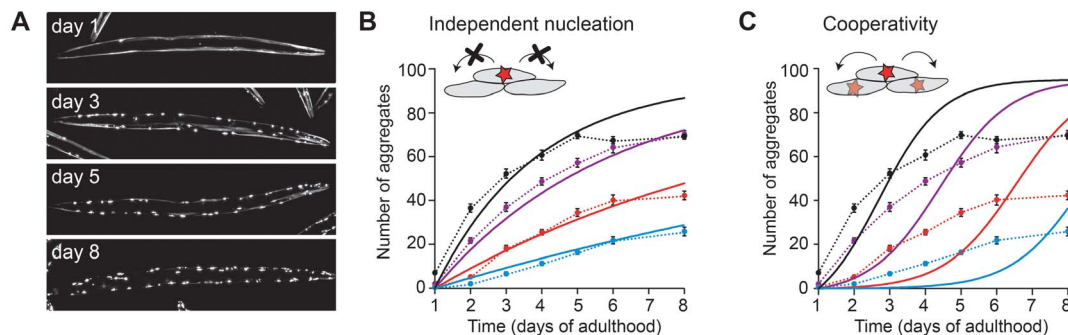 A
day 1
day 3
day 5
day 8
B
Independent nucleation
Number of aggregates
100
80
60
40
20
0
1 2 3 4 5 6 7 8
Time (days of adulthood)
C
Cooperativity
Number of aggregates
100
80
60
40
20
0
1 2 3 4 5 6 7 8
Time (days of adulthood)